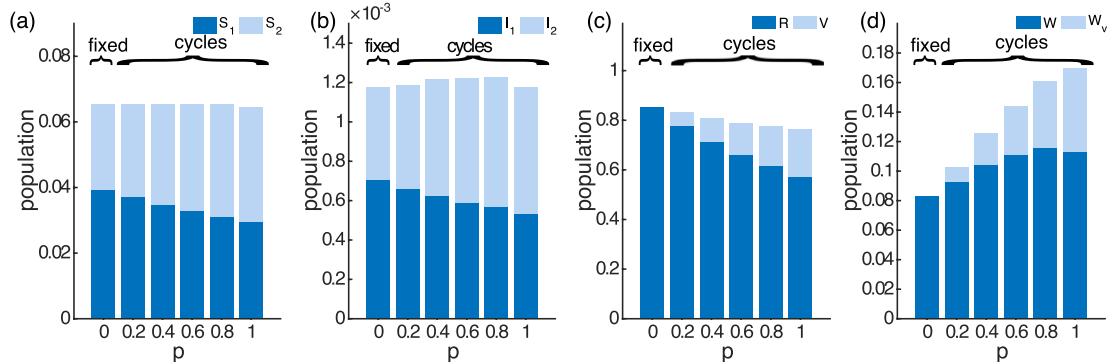 (a)
S1 S2
fixed cycles
population
0.08
0.06
0.04
0.02
0
0 0.2 0.4 0.6 0.8 1
p
(b)
×10-3
I1 I2
fixed cycles
population
1.6
1.2
0.8
0.4
0
0 0.2 0.4 0.6 0.8 1
p
(c)
R V
fixed cycles
population
1
0.8
0.6
0.4
0.2
0
0 0.2 0.4 0.6 0.8 1
p
(d)
W Wv
fixed cycles
population
0.18
0.16
0.14
0.12
0.1
0.08
0.06
0.04
0.02
0
0 0.2 0.4 0.6 0.8 1
p